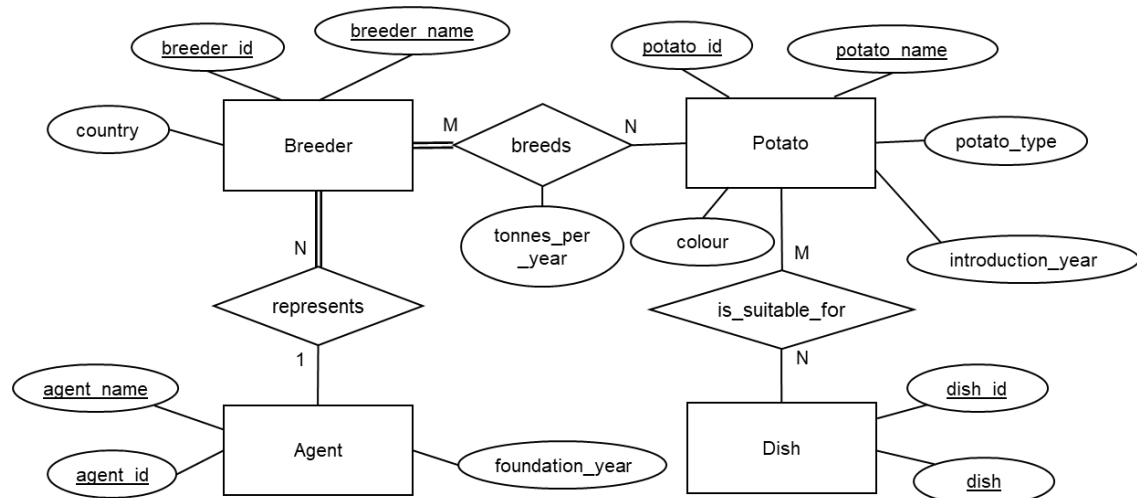 breeder_id
breeder_name
potato_id
potato_name
country
Breeder
M
breeds
N
Potato
potato_type
tonnes_per
_year
colour
introduction_year
N
M
represents
is_suitable_for
1
N
agent_name
dish_id
Agent
Dish
agent_id
foundation_year
dish